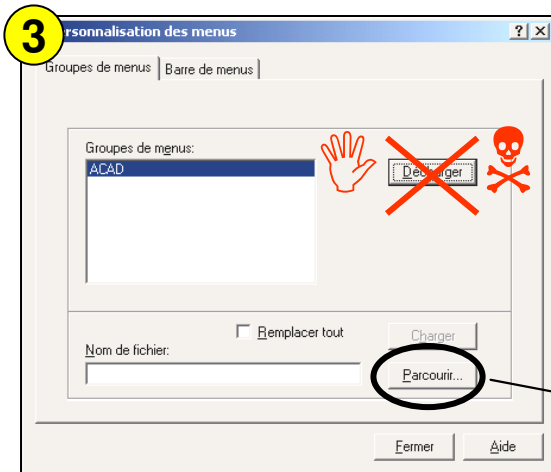 3
ersonnalisation des menus
Groupes de menus
Barre de menus
Groupes de menus:
ACAD
Décharger
Remplacer tout
Charger
Nom de fichier:
Parcourir...
Fermer
Aide